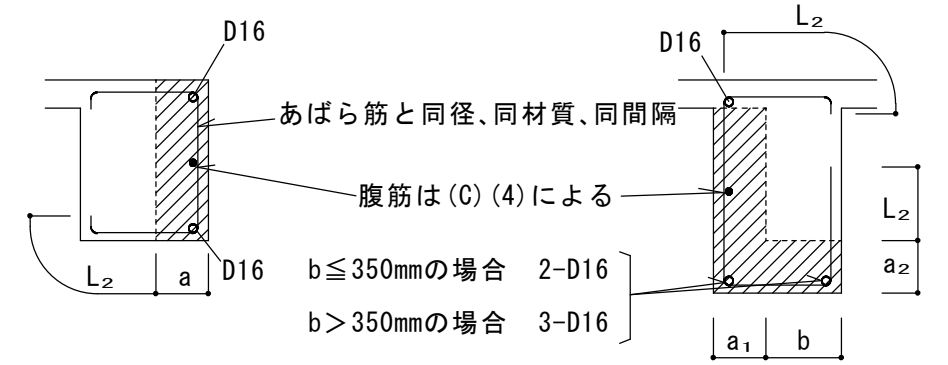 D16
L₂
D16
あばら筋と同径、同材質、同間隔
腹筋は(C)(4)による
L₂
L₂
a
D16
b≦350mmの場合 2-D16
a₂
b＞350mmの場合 3-D16
a₁
b